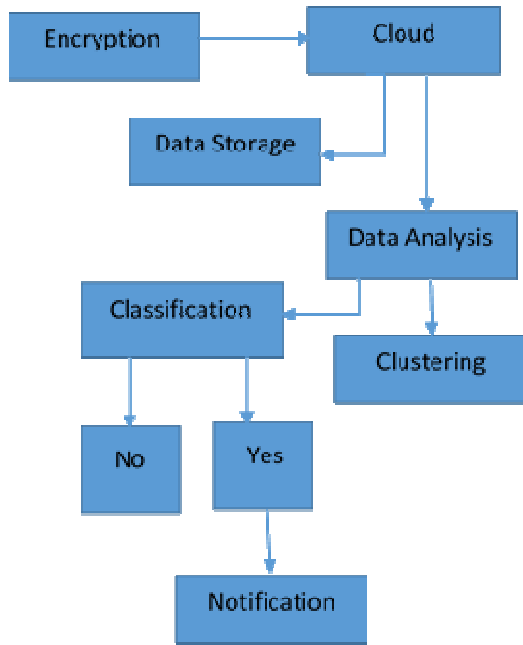 Encryption
Cloud
Data Storage
Data Analysis
Classification
Clustering
No
Yes
Notification